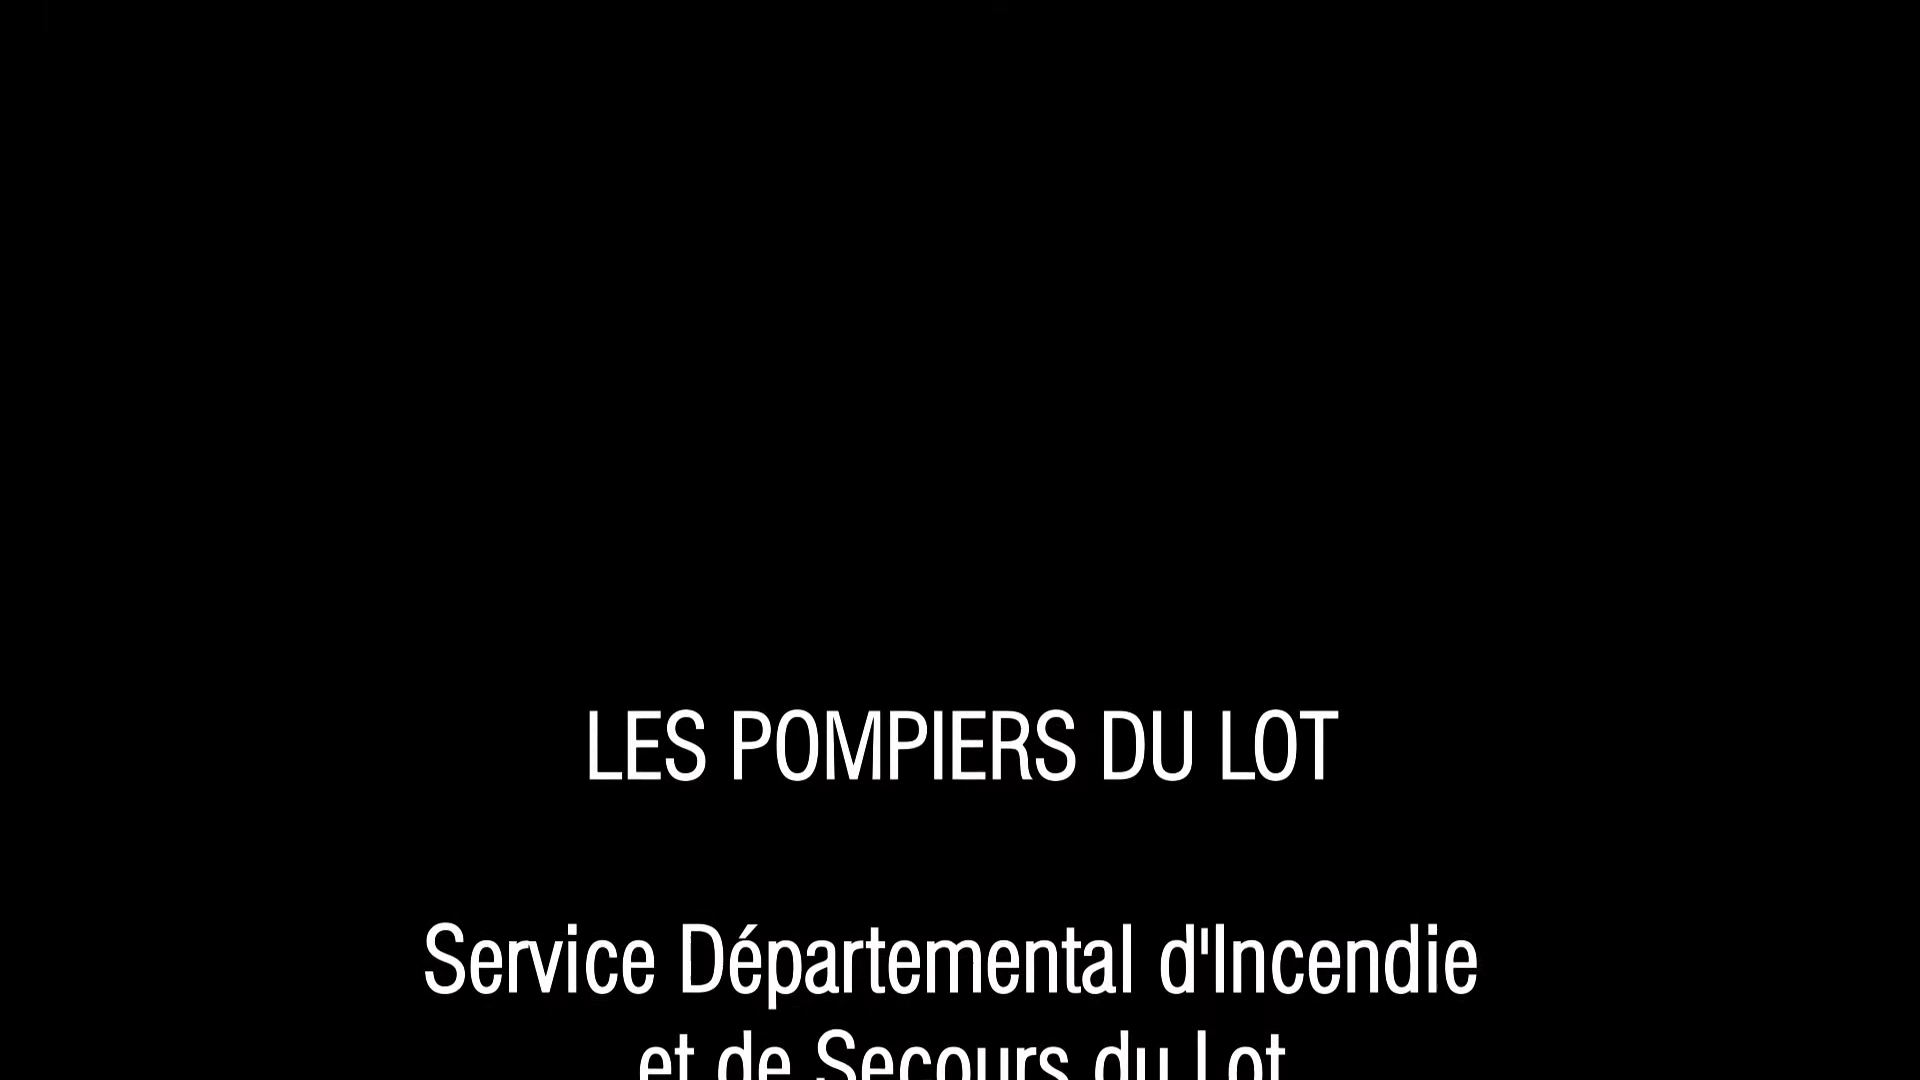 LES POMPIERS DU LOT
Service Départemental d'Incendie
et de Secours du Lot